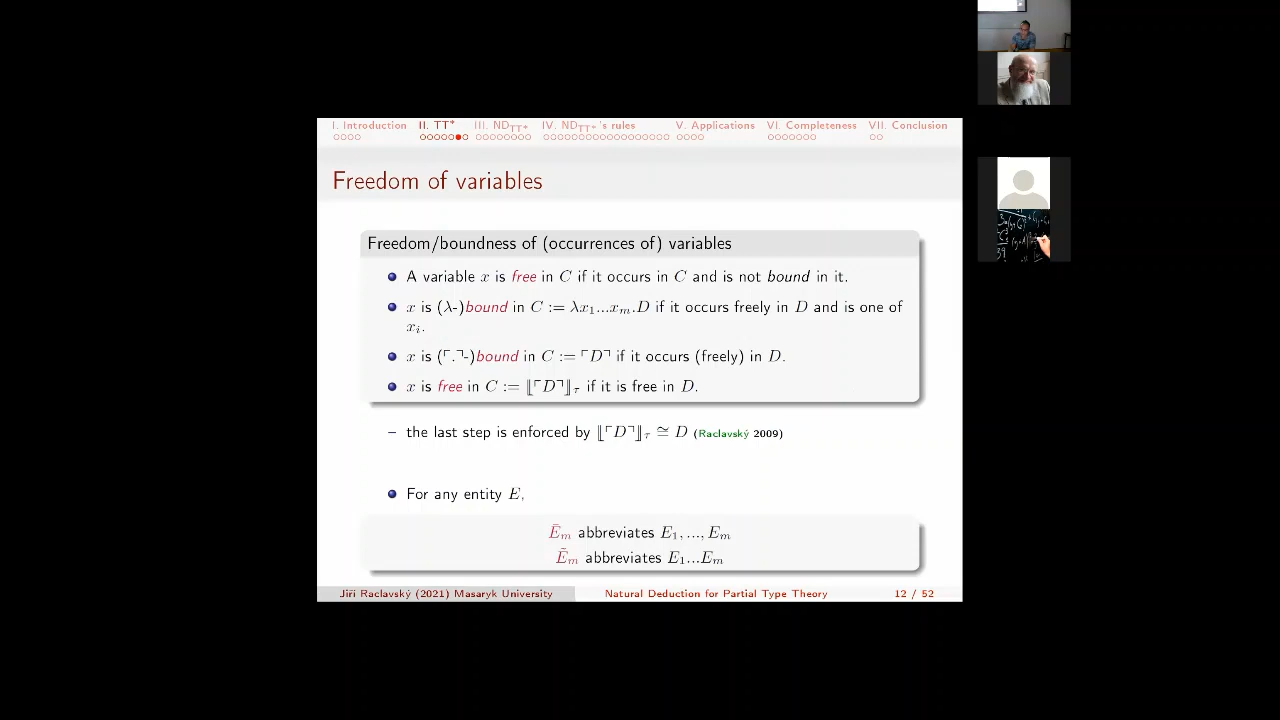 I. Introduction II. TT* III. ND_TT* IV. ND_TT*'s rules V. Applications VI. Completeness VII. Conclusion
Freedom of variables
Freedom/boundness of (occurrences of) variables
A variable x is free in C if it occurs in C and is not bound in it.
x is (λ-)bound in C := λx₁...xₘ.D if it occurs freely in D and is one of
xᵢ.
x is (⌜.⌝-)bound in C := ⌜D⌝ if it occurs (freely) in D.
x is free in C := ⟦⌜D⌝⟧_τ if it is free in D.
– the last step is enforced by ⟦⌜D⌝⟧_τ ≅ D (Raclavský 2009)
For any entity E,
Ēₘ abbreviates E₁, ..., Eₘ
Ẽₘ abbreviates E₁...Eₘ
Jiří Raclavský (2021) Masaryk University Natural Deduction for Partial Type Theory 12 / 52